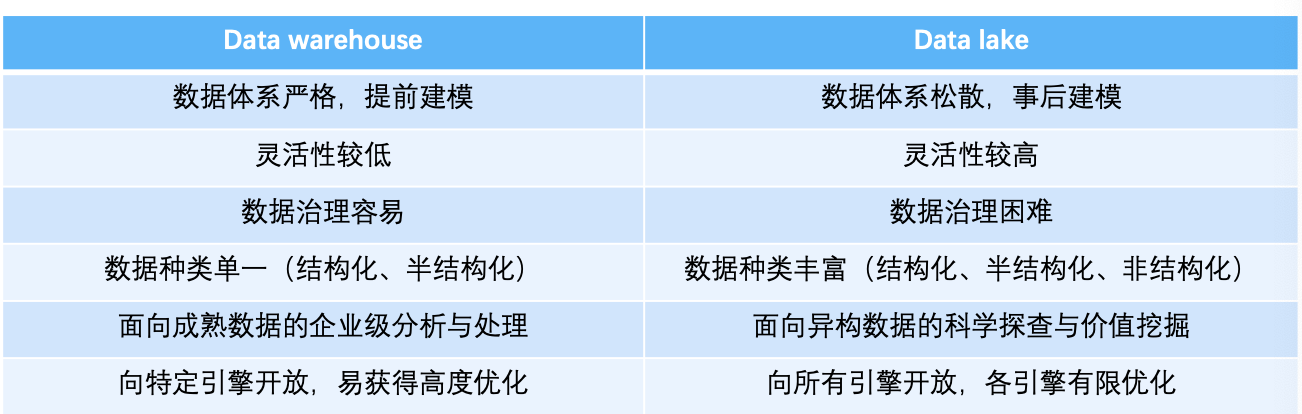 Data warehouse
Data lake
数据体系严格，提前建模
数据体系松散，事后建模
灵活性较低
灵活性较高
数据治理容易
数据治理困难
数据种类单一（结构化、半结构化）
数据种类丰富（结构化、半结构化、非结构化）
面向成熟数据的企业级分析与处理
面向异构数据的科学探查与价值挖掘
向特定引擎开放，易获得高度优化
向所有引擎开放，各引擎有限优化